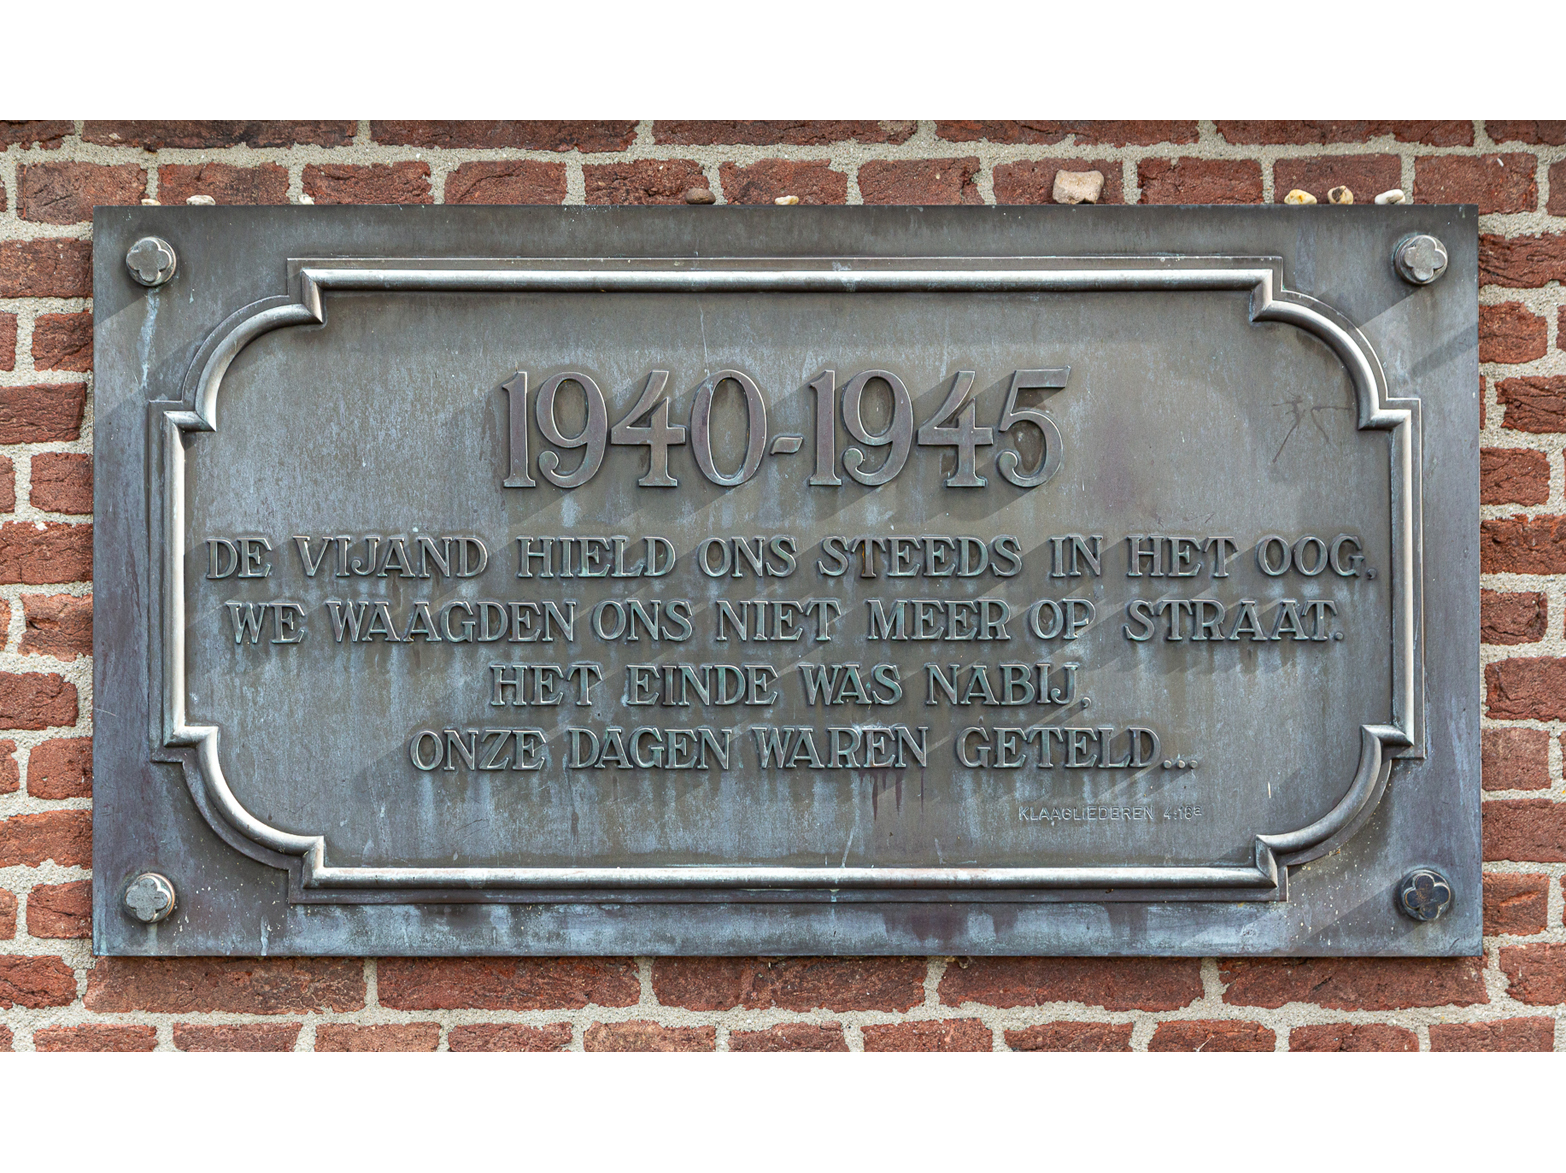 1940-1945
DE VIJAND HIELD ONS STEEDS IN HET OOG,
WE WAAGDEN ONS NIET MEER OP STRAAT.
HET EINDE WAS NABIJ,
ONZE DAGEN WAREN GETELD...
KLAAGLIEDEREN 4:18ᴱ